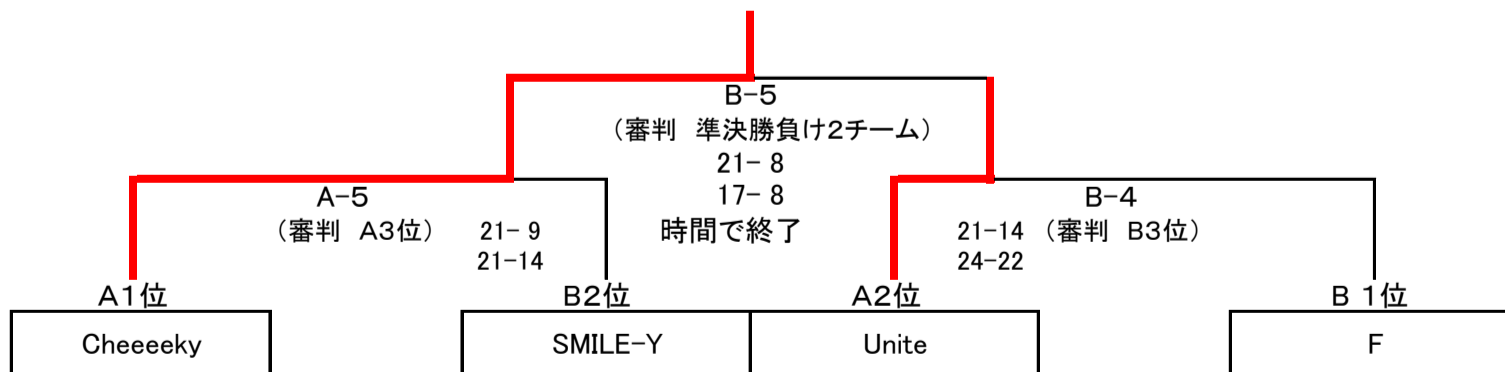 B-5
（審判　準決勝負け2チーム）
21- 8
17- 8
時間で終了
A-5
（審判　A3位）
21- 9
21-14
B-4
21-14
（審判　B3位）
24-22
A1位
B2位
A2位
B 1位
Cheeeeky
SMILE-Y
Unite
F